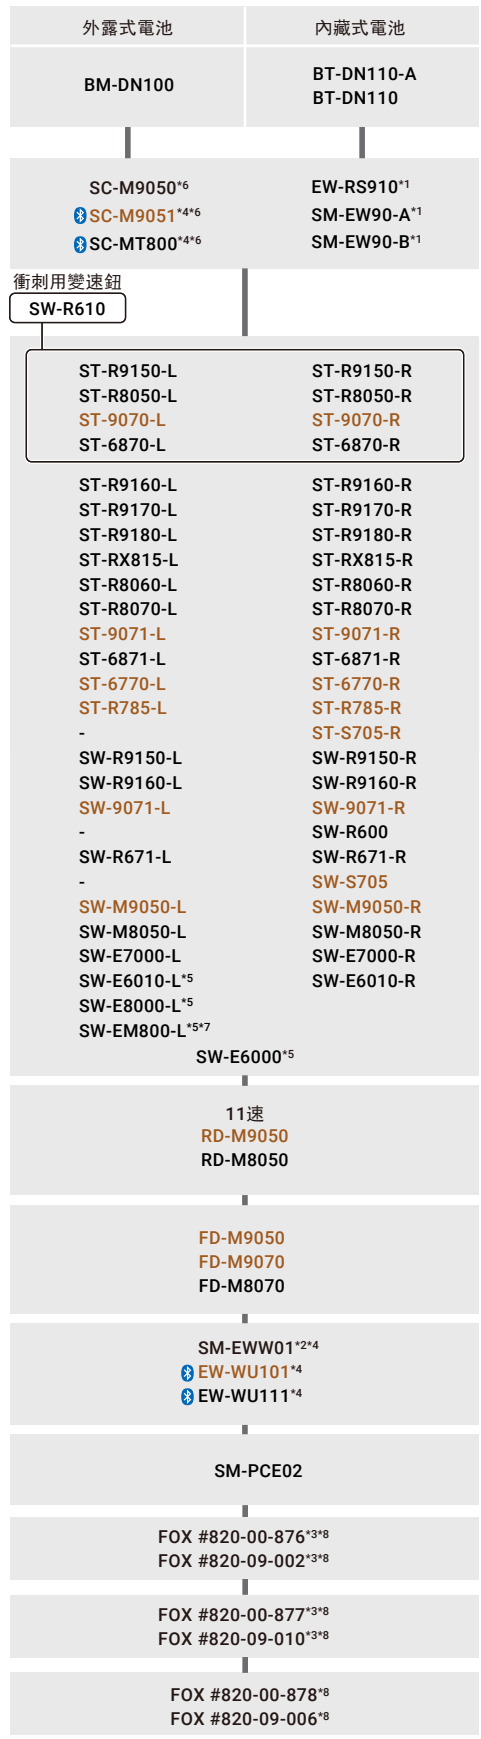 外露式電池 內藏式電池
BM-DN100 BT-DN110-A
BT-DN110
SC-M9050*6 EW-RS910*1
SC-M9051*4*6 SM-EW90-A*1
SC-MT800*4*6 SM-EW90-B*1
衝刺用變速鈕
SW-R610
ST-R9150-L ST-R9150-R
ST-R8050-L ST-R8050-R
ST-9070-L ST-9070-R
ST-6870-L ST-6870-R
ST-R9160-L ST-R9160-R
ST-R9170-L ST-R9170-R
ST-R9180-L ST-R9180-R
ST-RX815-L ST-RX815-R
ST-R8060-L ST-R8060-R
ST-R8070-L ST-R8070-R
ST-9071-L ST-9071-R
ST-6871-L ST-6871-R
ST-6770-L ST-6770-R
ST-R785-L ST-R785-R
- ST-S705-R
SW-R9150-L SW-R9150-R
SW-R9160-L SW-R9160-R
SW-9071-L SW-9071-R
- SW-R600
SW-R671-L SW-R671-R
- SW-S705
SW-M9050-L SW-M9050-R
SW-M8050-L SW-M8050-R
SW-E7000-L SW-E7000-R
SW-E6010-L*5 SW-E6010-R
SW-E8000-L*5
SW-EM800-L*5*7
SW-E6000*5
11速
RD-M9050
RD-M8050
FD-M9050
FD-M9070
FD-M8070
SM-EWW01*2*4
EW-WU101*4
EW-WU111*4
SM-PCE02
FOX #820-00-876*3*8
FOX #820-09-002*3*8
FOX #820-00-877*3*8
FOX #820-09-010*3*8
FOX #820-00-878*8
FOX #820-09-006*8